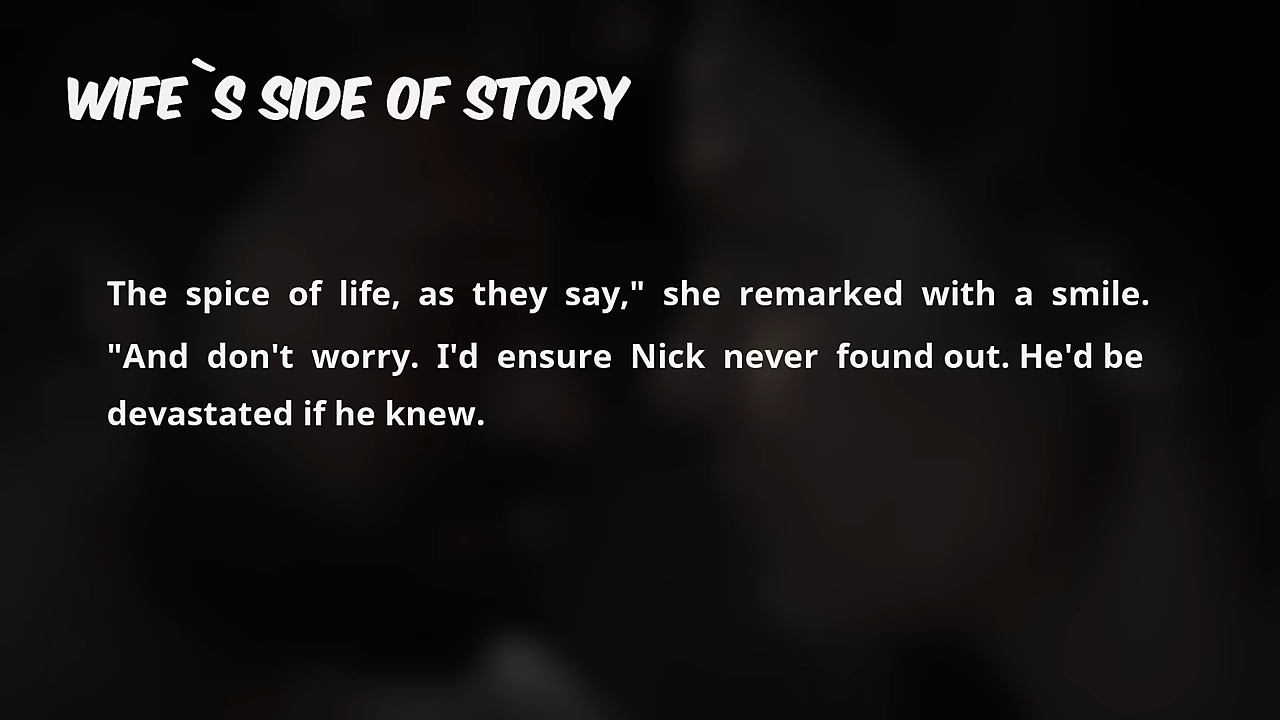 WIFE`S SIDE OF STORY
The spice of life, as they say," she remarked with a smile.
"And don't worry. I'd ensure Nick never found out. He'd be
devastated if he knew.